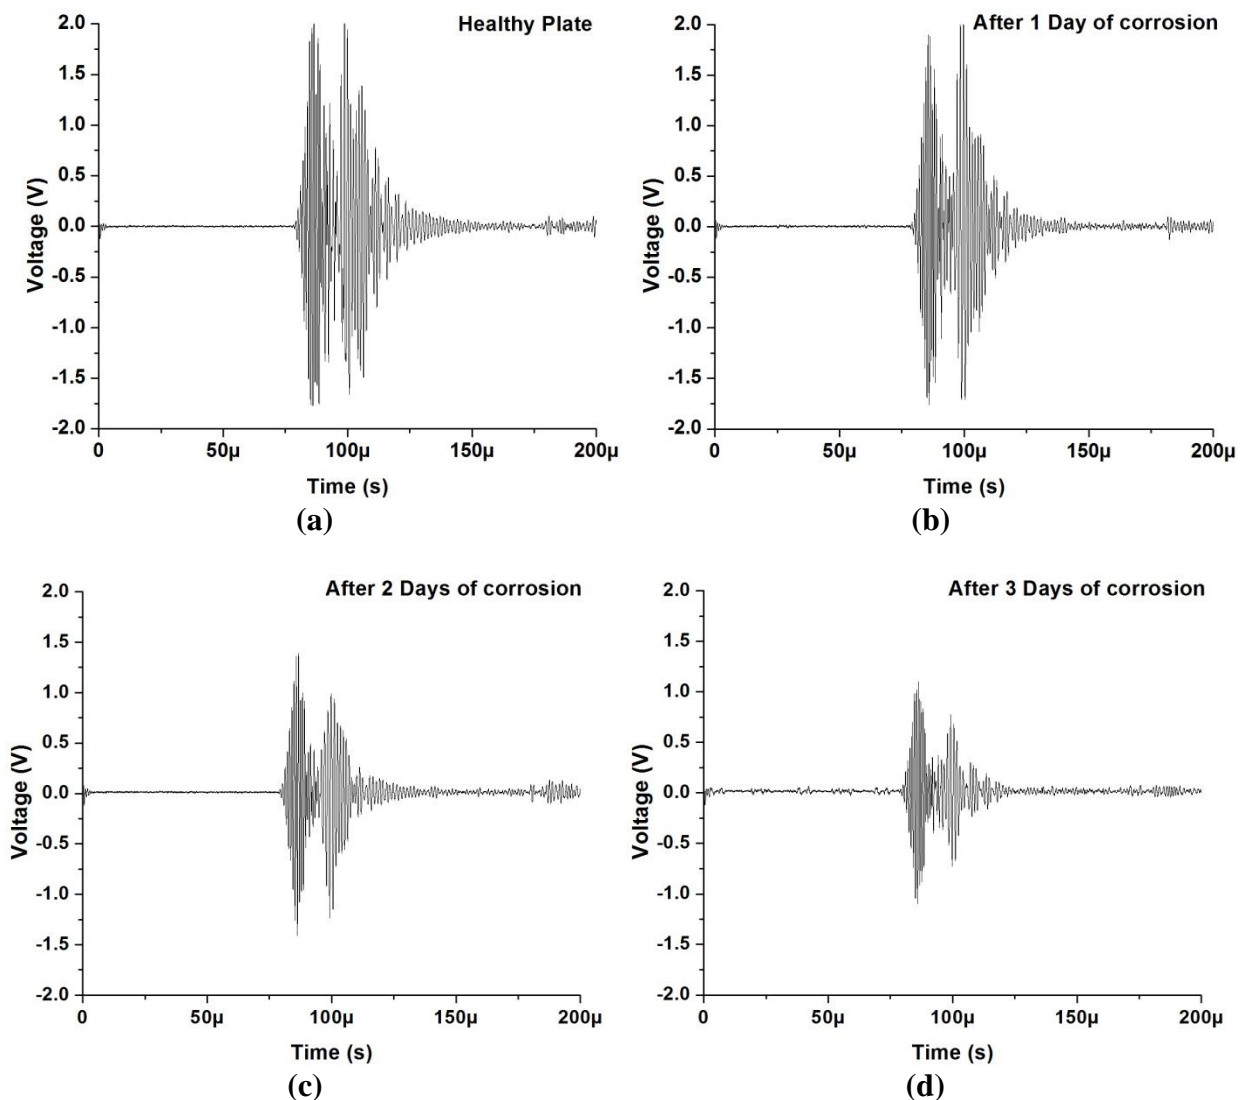 Healthy Plate
2.0
1.5
1.0
0.5
0.0
-0.5
-1.0
-1.5
-2.0
Voltage (V)
0 50µ 100µ 150µ 200µ
Time (s)
(a)
After 1 Day of corrosion
2.0
1.5
1.0
0.5
0.0
-0.5
-1.0
-1.5
-2.0
Voltage (V)
0 50µ 100µ 150µ 200µ
Time (s)
(b)
After 2 Days of corrosion
2.0
1.5
1.0
0.5
0.0
-0.5
-1.0
-1.5
-2.0
Voltage (V)
0 50µ 100µ 150µ 200µ
Time (s)
(c)
After 3 Days of corrosion
2.0
1.5
1.0
0.5
0.0
-0.5
-1.0
-1.5
-2.0
Voltage (V)
0 50µ 100µ 150µ 200µ
Time (s)
(d)